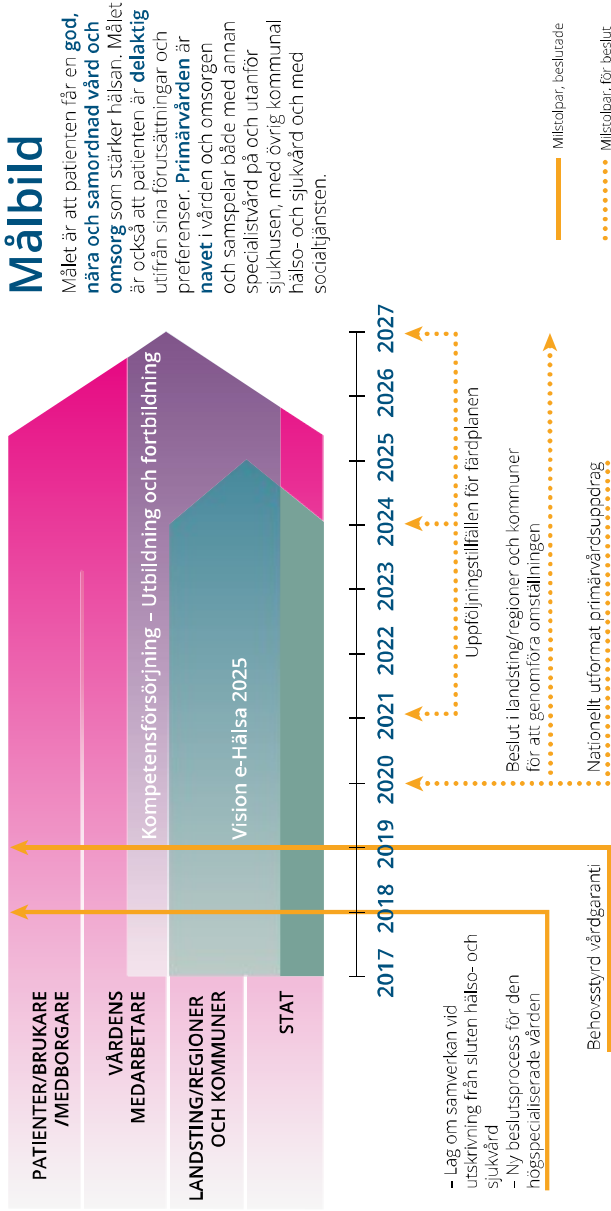 Målbild
Målet är att patienten får en god,
nära och samordnad vård och
omsorg som stärker hälsan. Målet
är också att patienten är delaktig
utifrån sina förutsättningar och
preferenser. Primärvården är
navet i vården och omsorgen
och samspelar både med annan
specialistvård på och utanför
sjukhusen, med övrig kommunal
hälso- och sjukvård och med
socialtjänsten.
PATIENTER/BRUKARE
/MEDBORGARE
VÅRDENS
MEDARBETARE
LANDSTING/REGIONER
OCH KOMMUNER
STAT
Kompetensförsörjning – Utbildning och fortbildning
Vision e-Hälsa 2025
2017 2018 2019 2020 2021 2022 2023 2024 2025 2026 2027
– Lag om samverkan vid
utskrivning från sluten hälso- och
sjukvård
– Ny beslutsprocess för den
högspecialiserade vården
Behovsstyrd vårdgaranti
Uppföljningstillfällen för färdplanen
Beslut i landsting/regioner och kommuner
för att genomföra omställningen
Nationellt utformat primärvårdsuppdrag
Milstolpar, beslutade
Milstolpar, för beslut